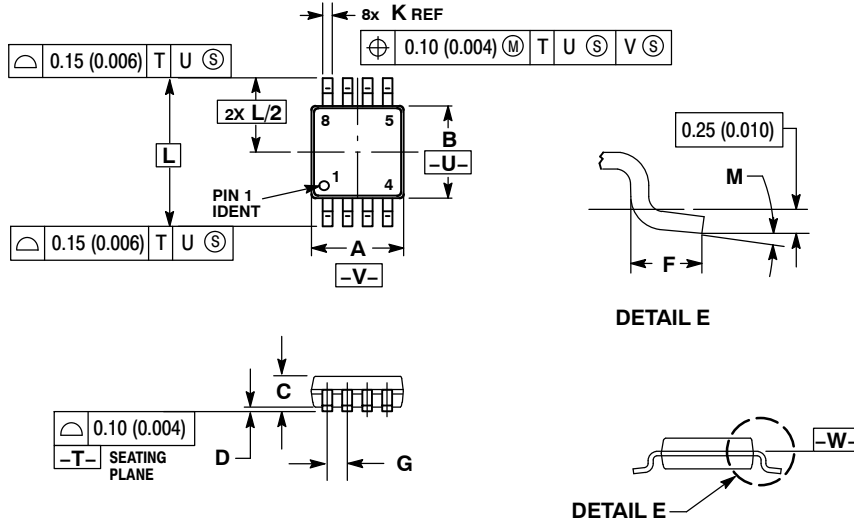 8x K REF
⌖ 0.10 (0.004) Ⓜ T U Ⓢ V Ⓢ
⌓ 0.15 (0.006) T U Ⓢ
2X L/2
8 5
B
–U–
L
1
4
PIN 1
IDENT
⌓ 0.15 (0.006) T U Ⓢ
A
–V–
0.25 (0.010)
M
F
DETAIL E
C
⌓ 0.10 (0.004)
–T– SEATING
PLANE
D
G
–W–
DETAIL E